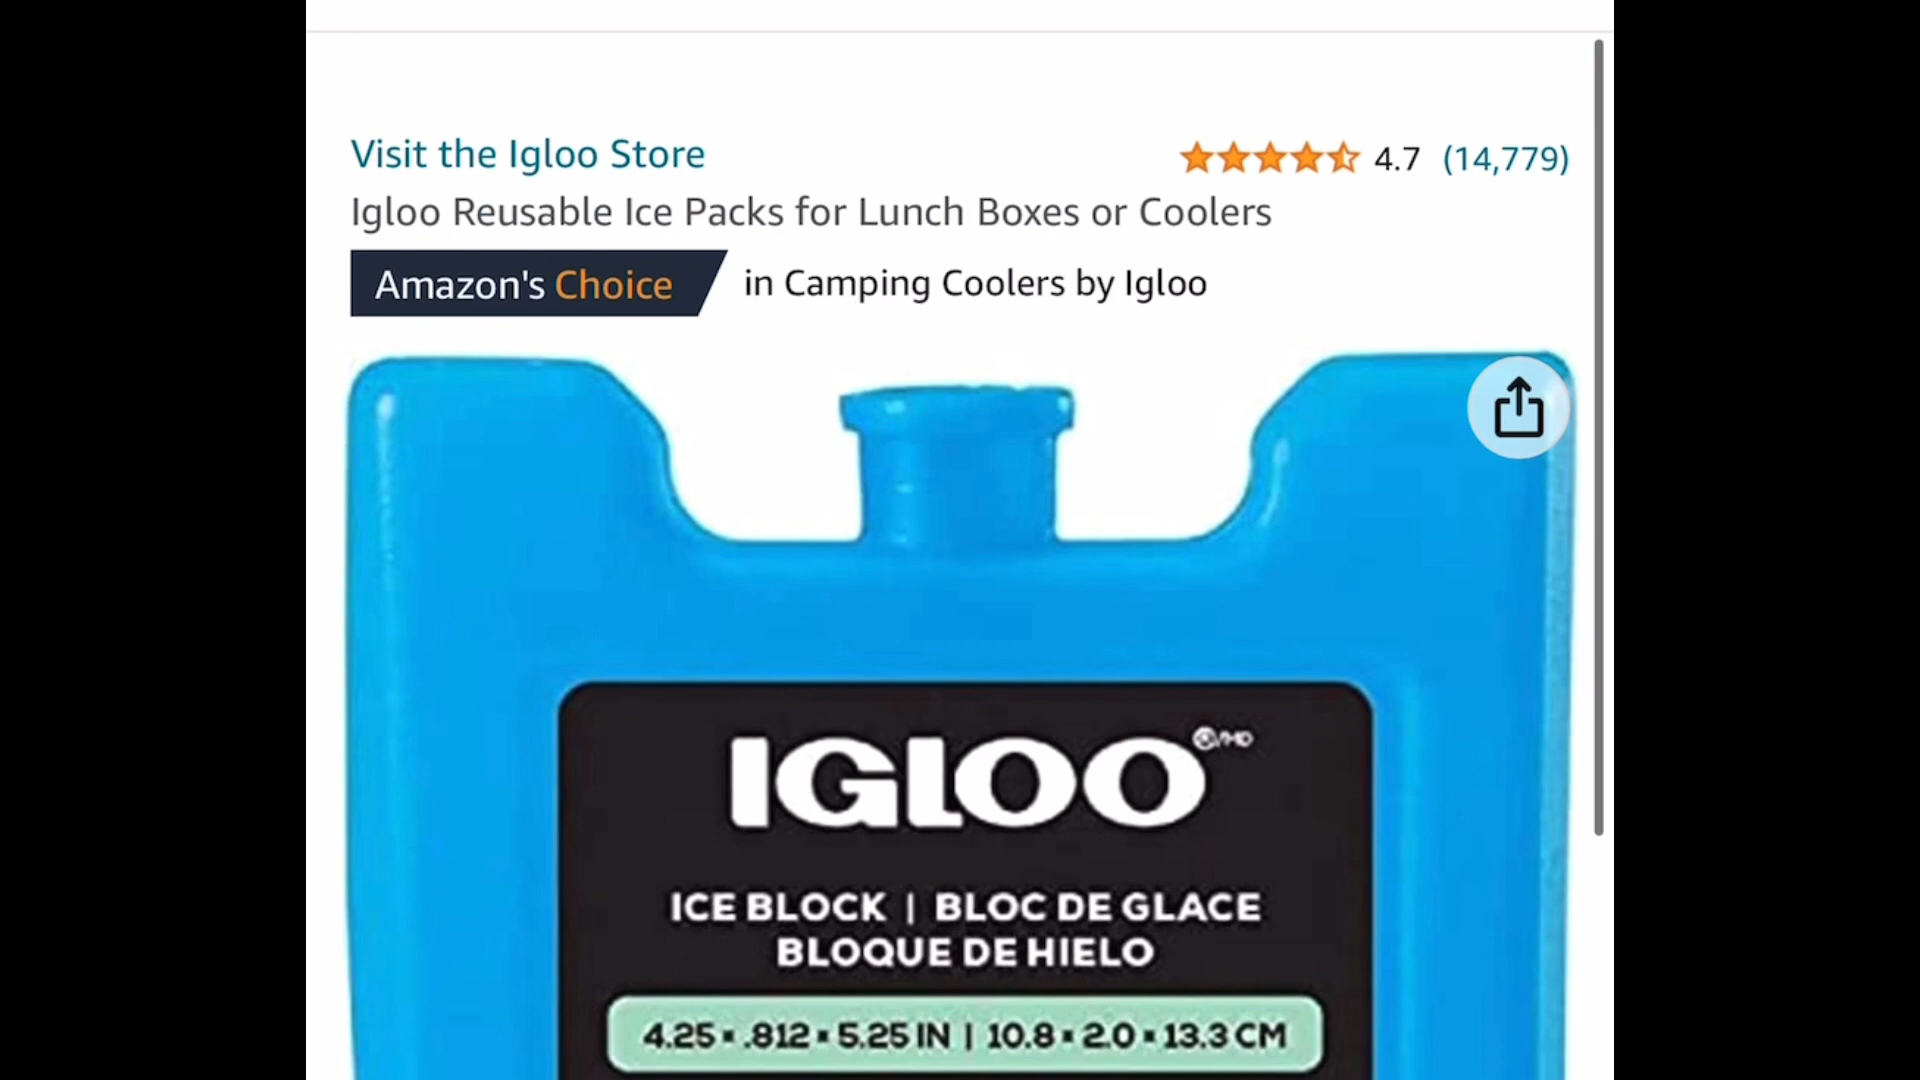 Visit the Igloo Store
4.7 (14,779)
Igloo Reusable Ice Packs for Lunch Boxes or Coolers
Amazon's Choice in Camping Coolers by Igloo
IGLOO ®/MD
ICE BLOCK | BLOC DE GLACE
BLOQUE DE HIELO
4.25 x .812 x 5.25 IN | 10.8 x 2.0 x 13.3 CM